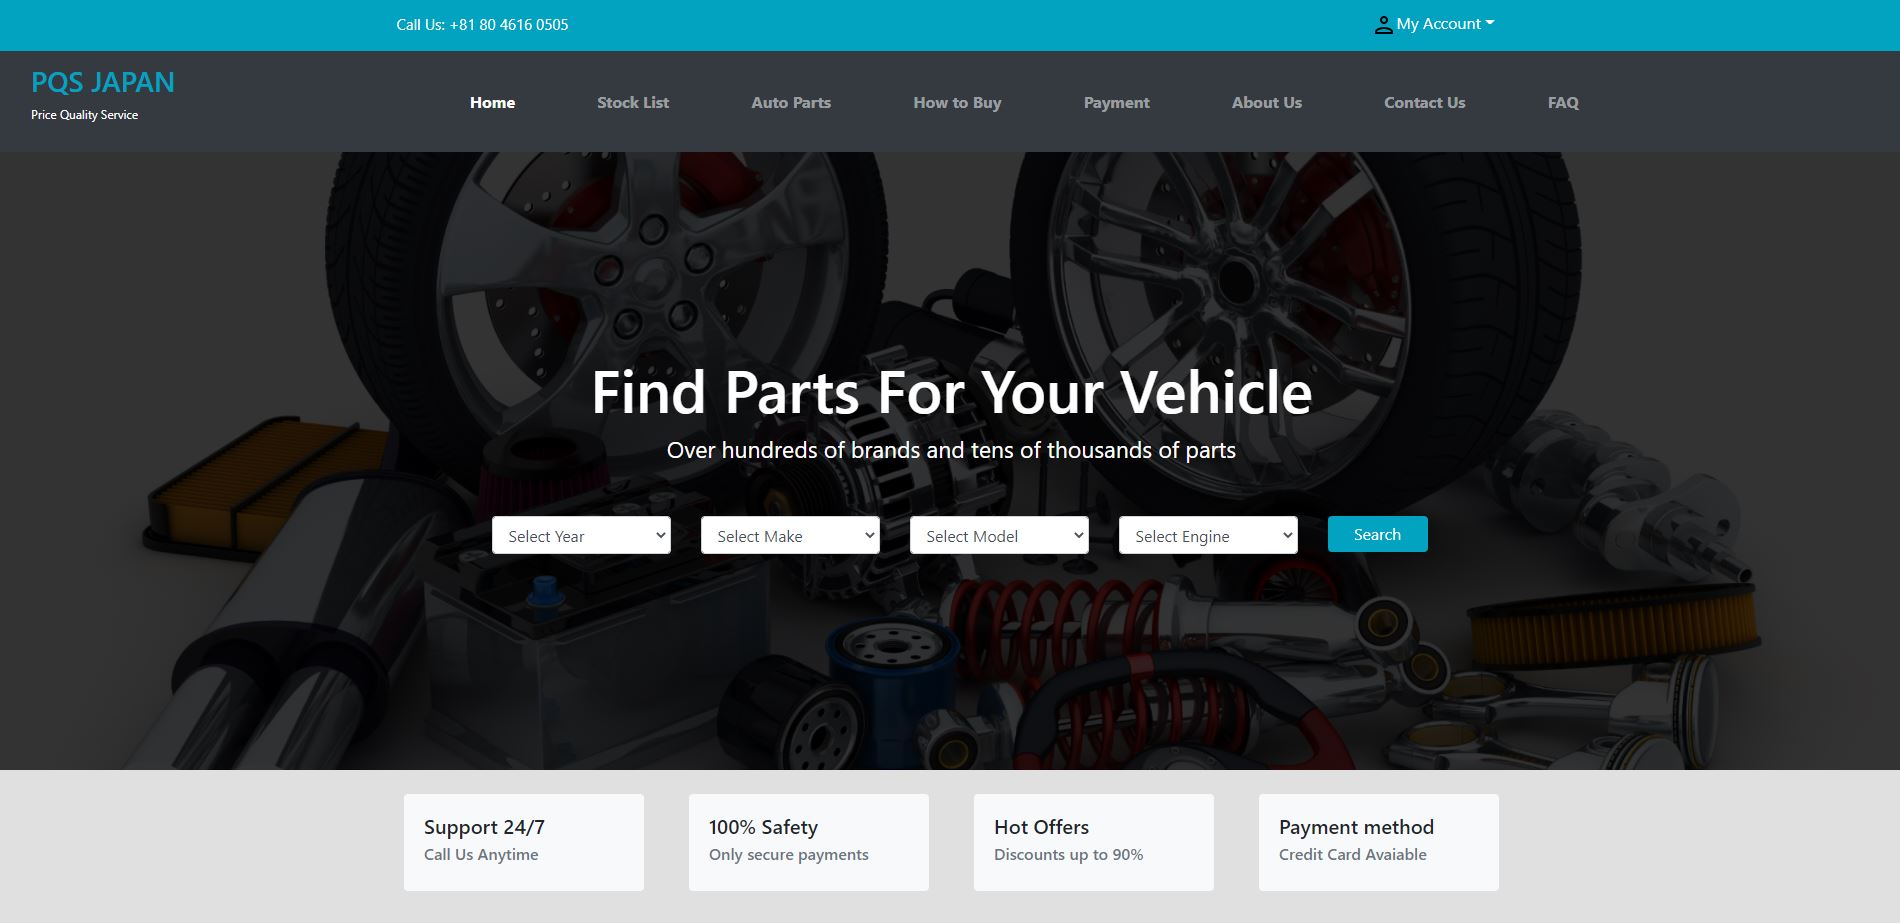 Call Us: +81 80 4616 0505
My Account
PQS JAPAN
Price Quality Service
Home
Stock List
Auto Parts
How to Buy
Payment
About Us
Contact Us
FAQ
Find Parts For Your Vehicle
Over hundreds of brands and tens of thousands of parts
Select Year
Select Make
Select Model
Select Engine
Search
Support 24/7
Call Us Anytime
100% Safety
Only secure payments
Hot Offers
Discounts up to 90%
Payment method
Credit Card Avaiable